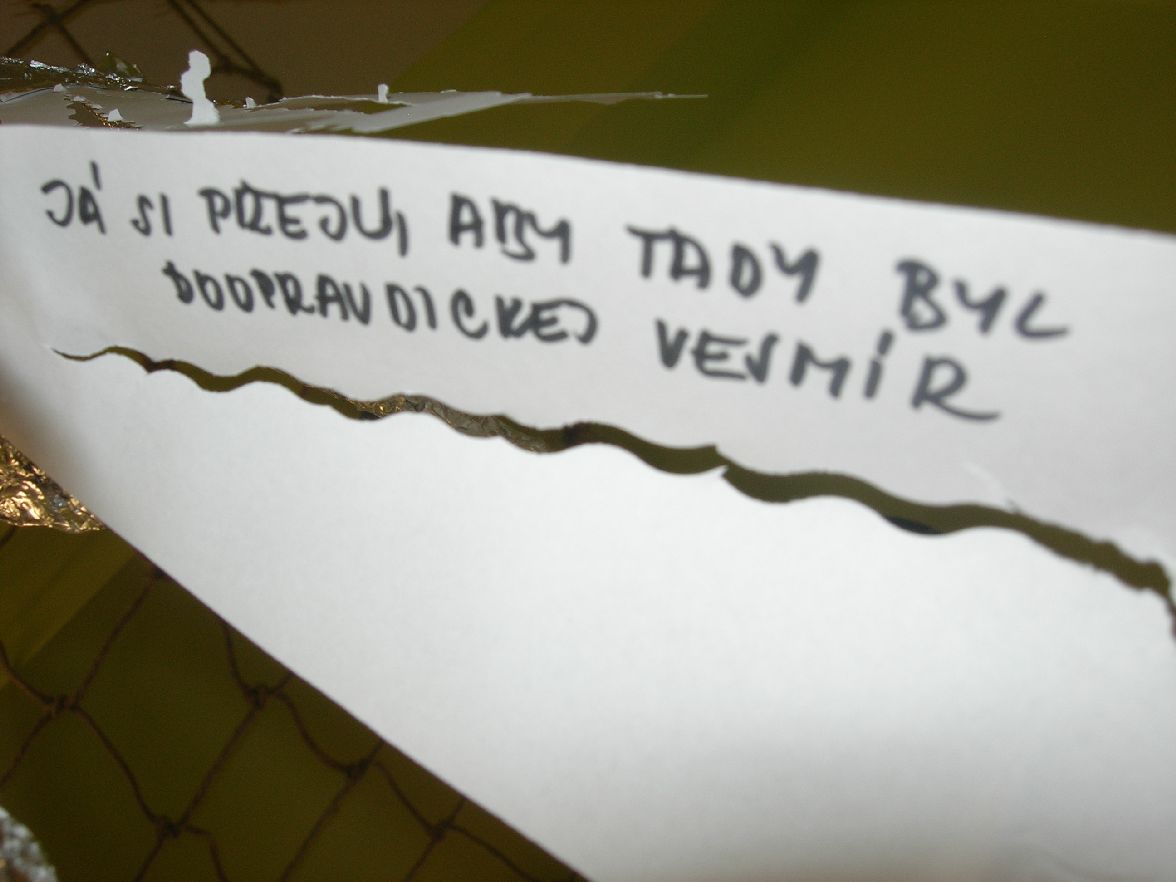 JÁ SI PŘEJU, ABY TADY BYL
DOOPRAVDICKEJ VESMÍR